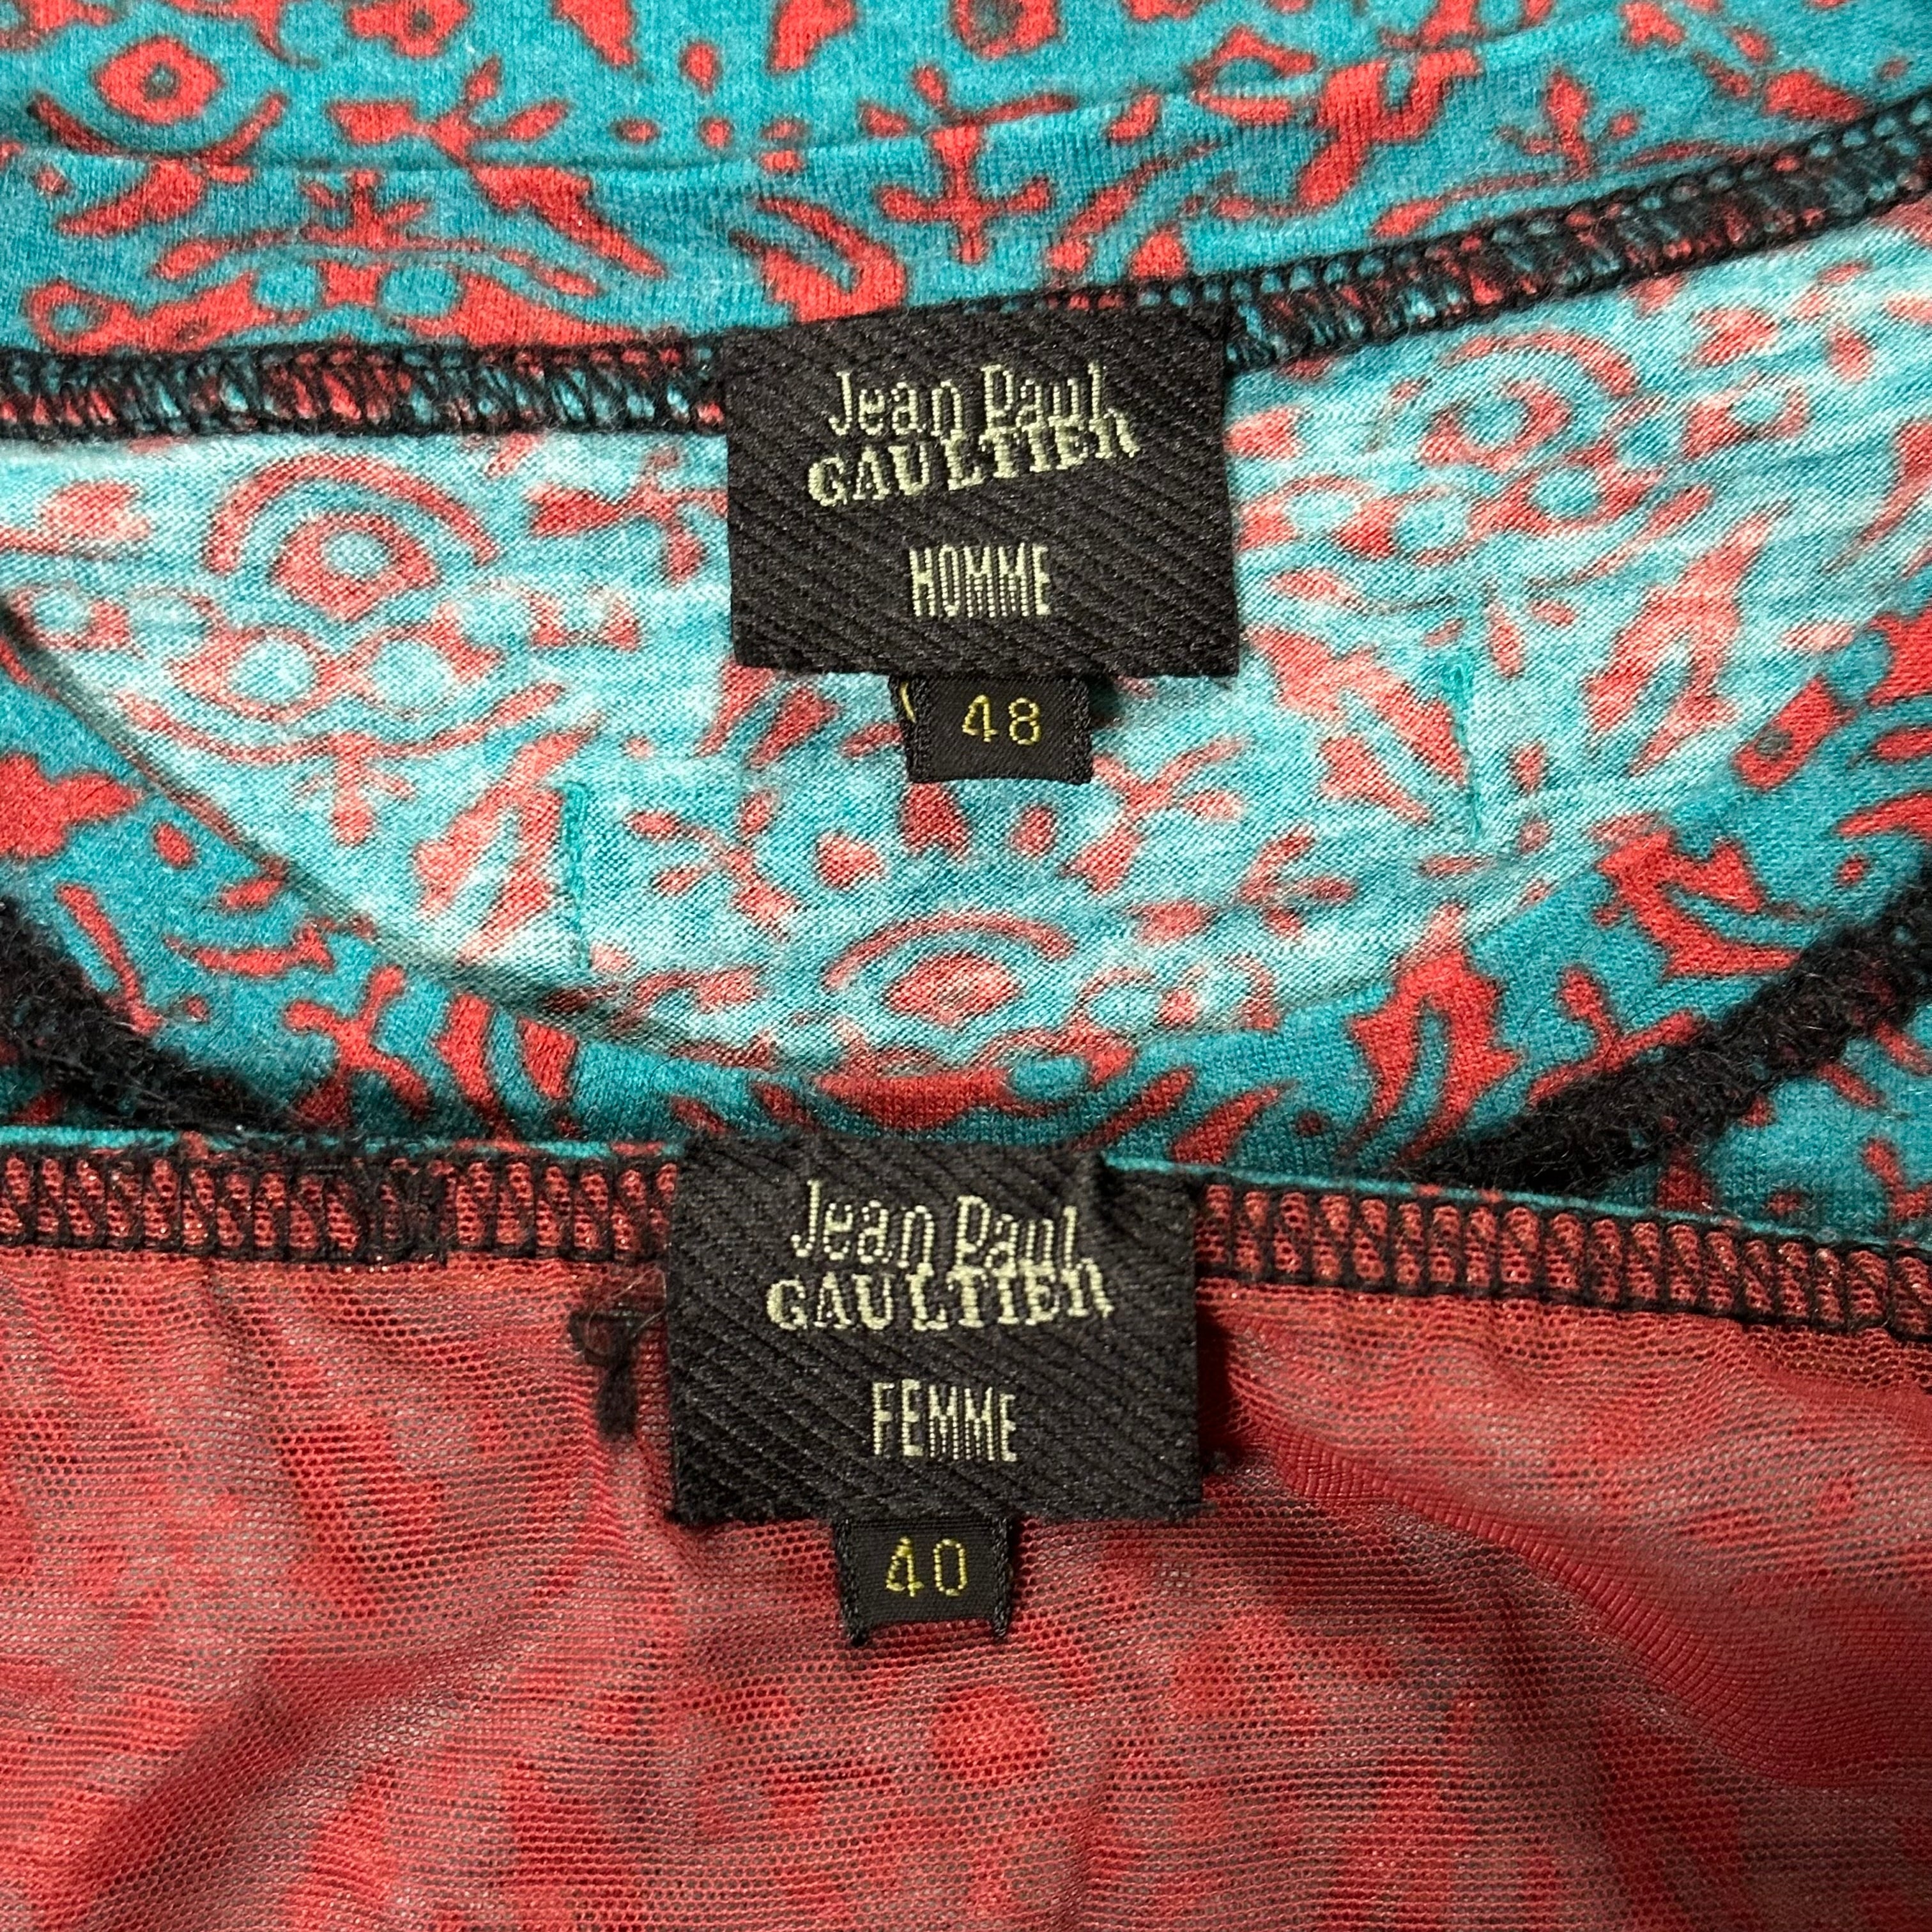 Jean Paul
GAULTIER
HOMME
48
Jean Paul
GAULTIER
FEMME
40